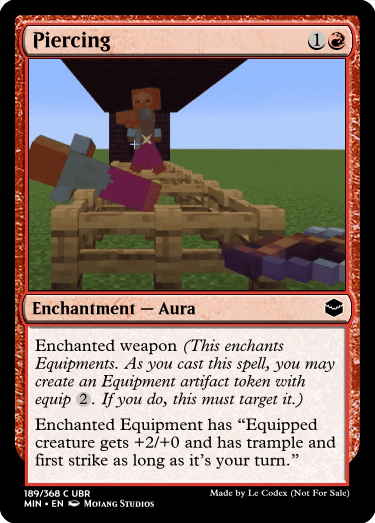 Piercing 1
Enchantment — Aura
Enchanted weapon (This enchants
Equipments. As you cast this spell, you may
create an Equipment artifact token with
equip 2. If you do, this must target it.)
Enchanted Equipment has “Equipped
creature gets +2/+0 and has trample and
first strike as long as it’s your turn.”
189/368 C UBR
MIN • EN Mojang Studios
Made by Le Codex (Not For Sale)